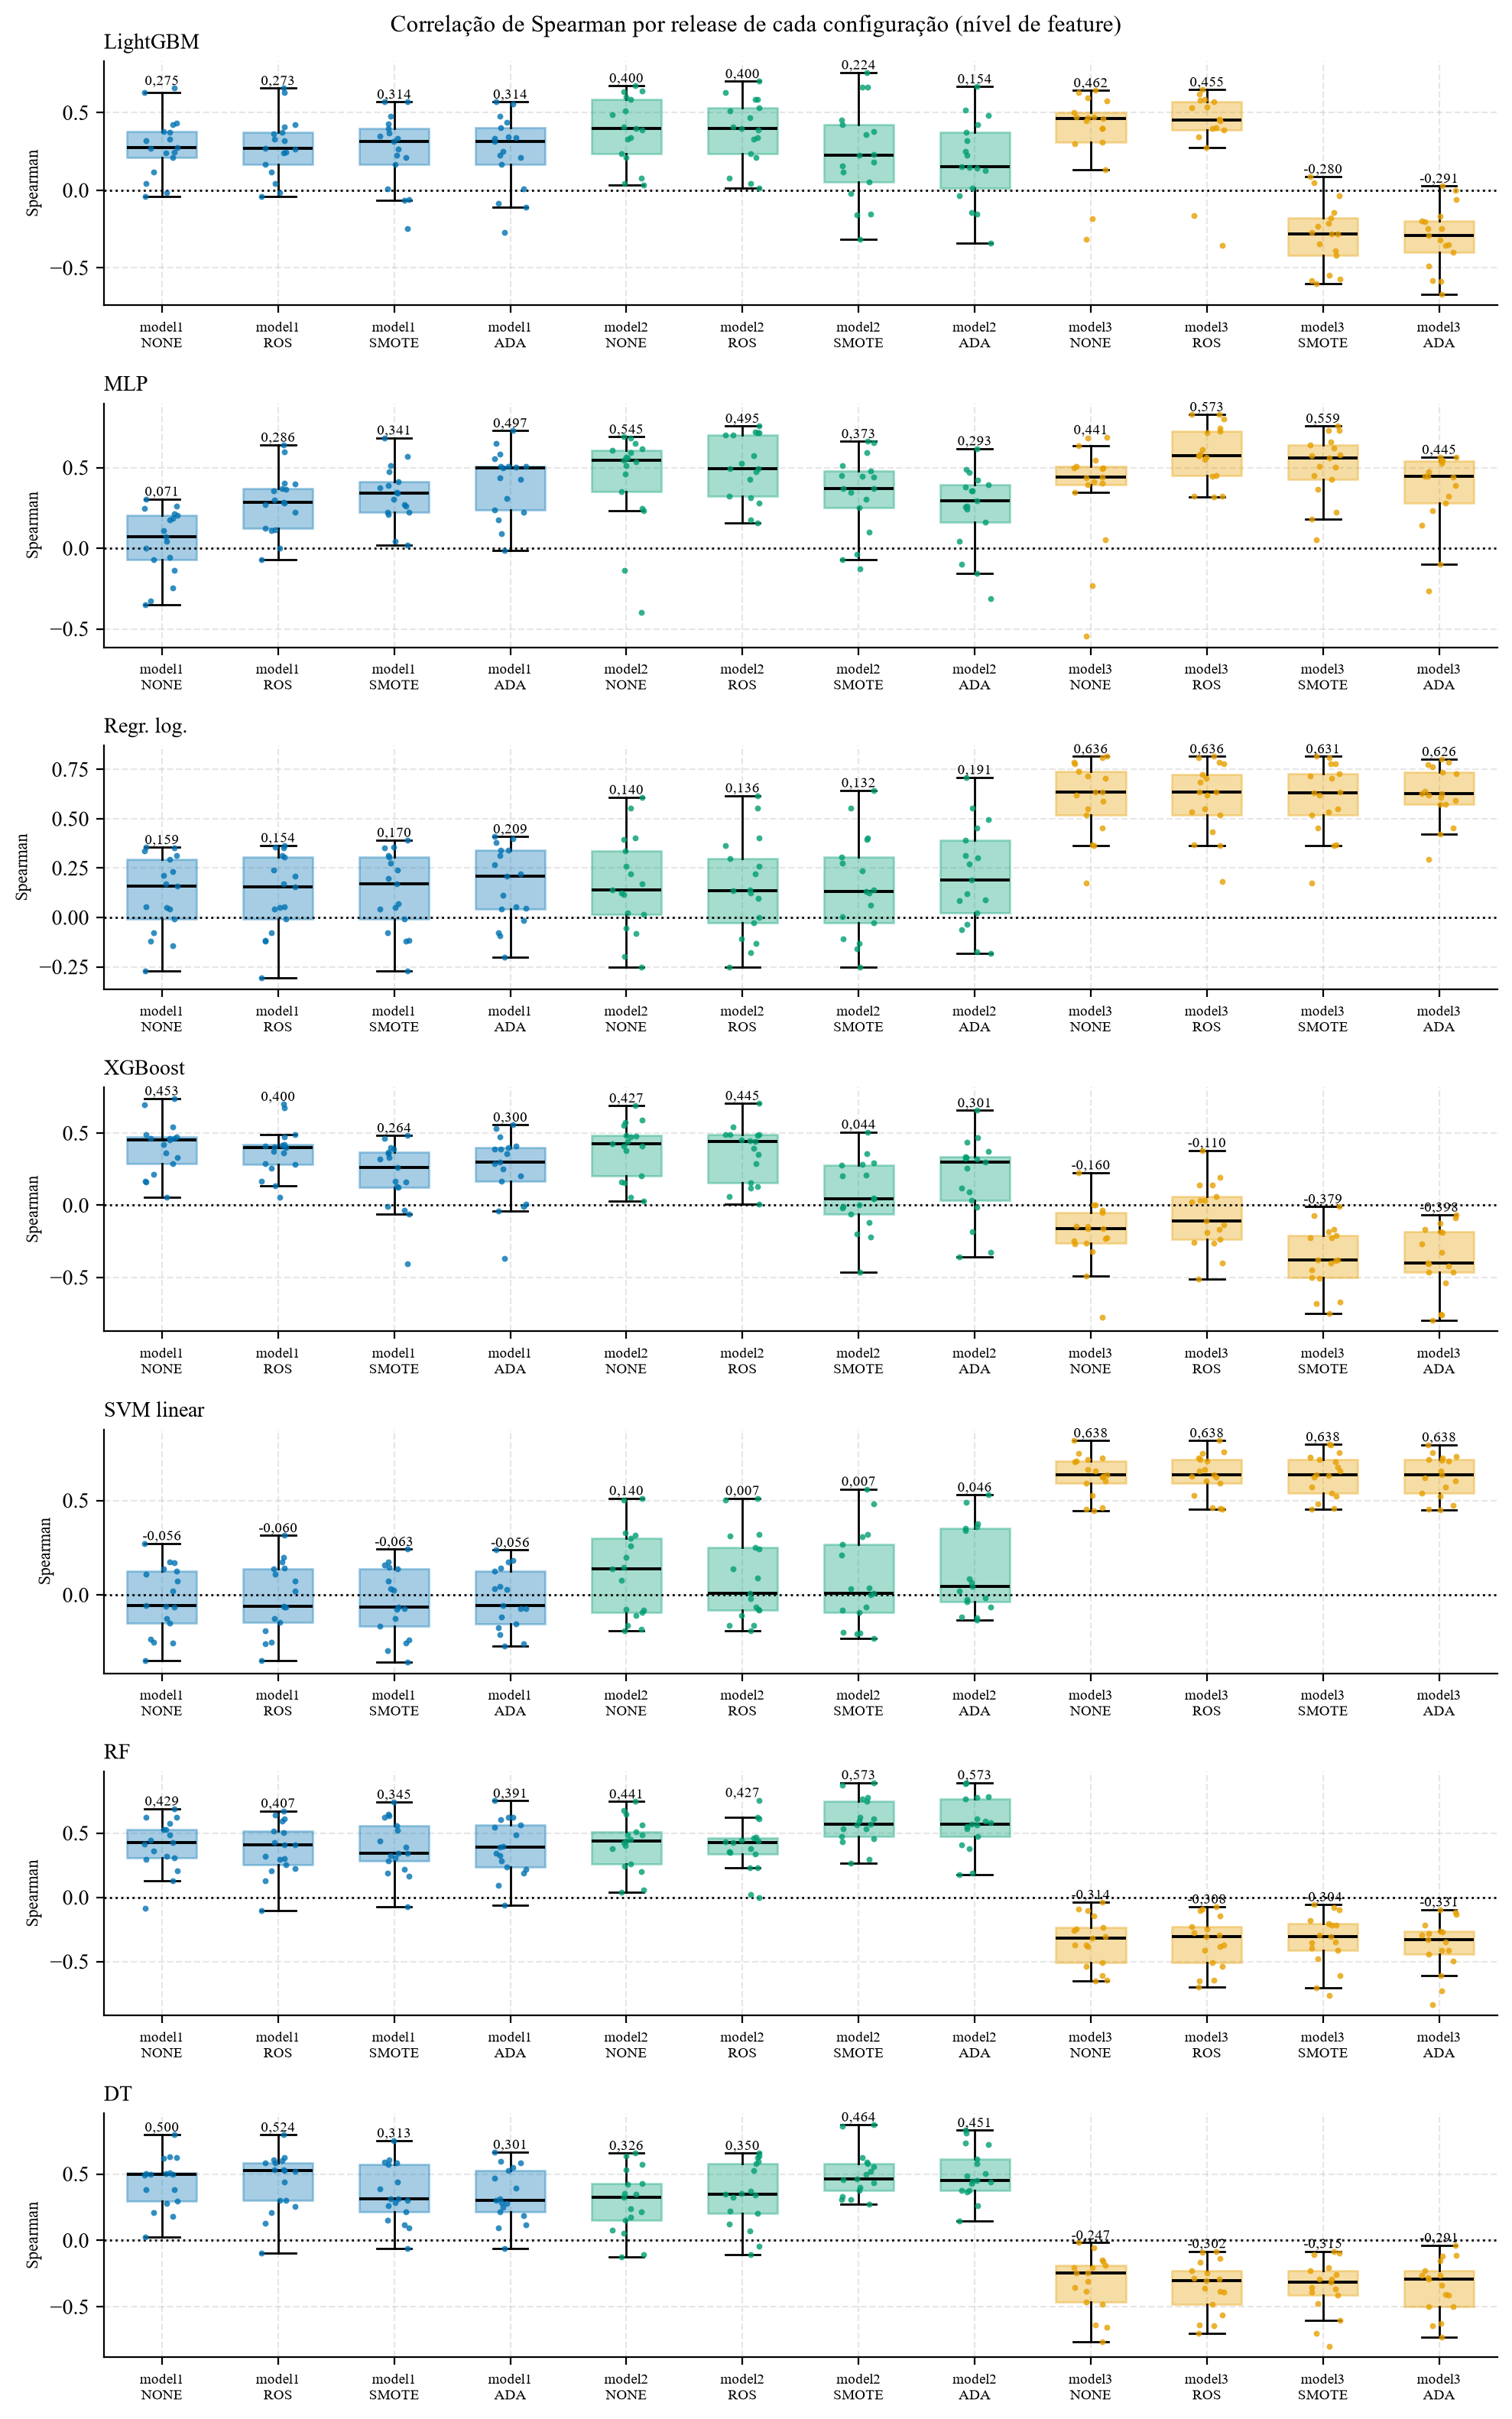 Correlação de Spearman por release de cada configuração (nível de feature)
LightGBM
0,275 0,273 0,314 0,314 0,400 0,400 0,224 0,154 0,462 0,455 -0,280 -0,291
Spearman
0.5
0.0
−0.5
model1 model1 model1 model1 model2 model2 model2 model2 model3 model3 model3 model3
NONE ROS SMOTE ADA NONE ROS SMOTE ADA NONE ROS SMOTE ADA
MLP
0,071 0,286 0,341 0,497 0,545 0,495 0,373 0,293 0,441 0,573 0,559 0,445
Spearman
0.5
0.0
−0.5
model1 model1 model1 model1 model2 model2 model2 model2 model3 model3 model3 model3
NONE ROS SMOTE ADA NONE ROS SMOTE ADA NONE ROS SMOTE ADA
Regr. log.
0,159 0,154 0,170 0,209 0,140 0,136 0,132 0,191 0,636 0,636 0,631 0,626
Spearman
0.75
0.50
0.25
0.00
−0.25
model1 model1 model1 model1 model2 model2 model2 model2 model3 model3 model3 model3
NONE ROS SMOTE ADA NONE ROS SMOTE ADA NONE ROS SMOTE ADA
XGBoost
0,453 0,400 0,264 0,300 0,427 0,445 0,044 0,301 -0,160 -0,110 -0,379 -0,398
Spearman
0.5
0.0
−0.5
model1 model1 model1 model1 model2 model2 model2 model2 model3 model3 model3 model3
NONE ROS SMOTE ADA NONE ROS SMOTE ADA NONE ROS SMOTE ADA
SVM linear
-0,056 -0,060 -0,063 -0,056 0,140 0,007 0,007 0,046 0,638 0,638 0,638 0,638
Spearman
0.5
0.0
model1 model1 model1 model1 model2 model2 model2 model2 model3 model3 model3 model3
NONE ROS SMOTE ADA NONE ROS SMOTE ADA NONE ROS SMOTE ADA
RF
0,429 0,407 0,345 0,391 0,441 0,427 0,573 0,573 -0,314 -0,308 -0,304 -0,331
Spearman
0.5
0.0
−0.5
model1 model1 model1 model1 model2 model2 model2 model2 model3 model3 model3 model3
NONE ROS SMOTE ADA NONE ROS SMOTE ADA NONE ROS SMOTE ADA
DT
0,500 0,524 0,313 0,301 0,326 0,350 0,464 0,451 -0,247 -0,302 -0,315 -0,291
Spearman
0.5
0.0
−0.5
model1 model1 model1 model1 model2 model2 model2 model2 model3 model3 model3 model3
NONE ROS SMOTE ADA NONE ROS SMOTE ADA NONE ROS SMOTE ADA